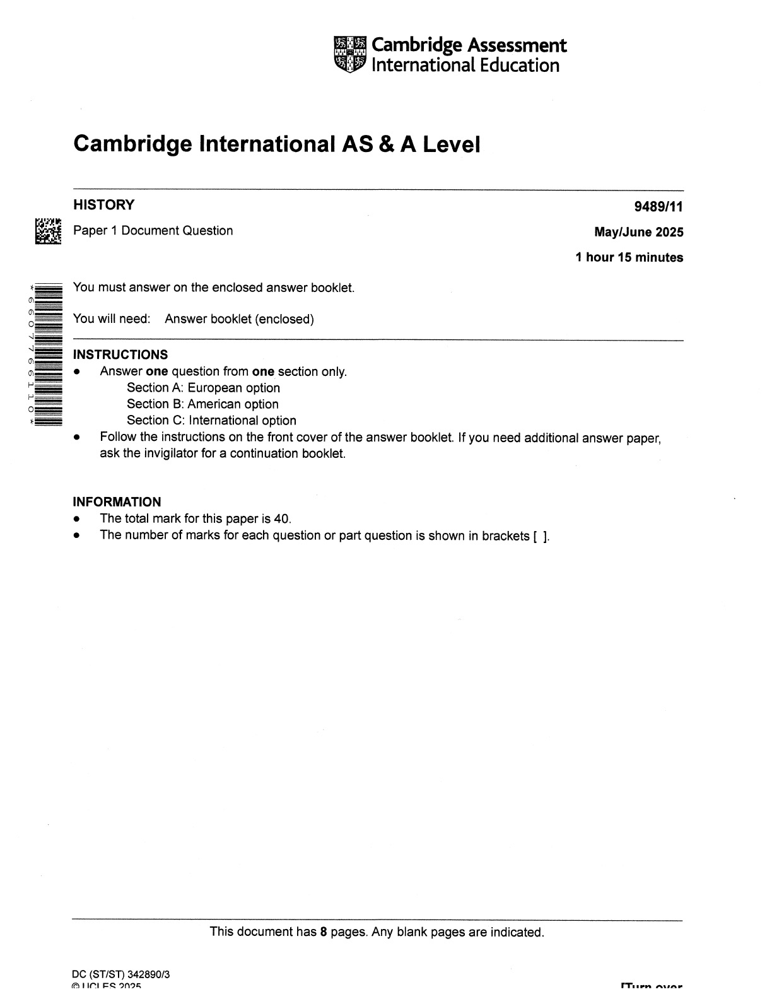 Cambridge Assessment
International Education
Cambridge International AS & A Level
HISTORY 9489/11
Paper 1 Document Question May/June 2025
1 hour 15 minutes
You must answer on the enclosed answer booklet.
You will need: Answer booklet (enclosed)
INSTRUCTIONS
● Answer one question from one section only.
Section A: European option
Section B: American option
Section C: International option
● Follow the instructions on the front cover of the answer booklet. If you need additional answer paper,
ask the invigilator for a continuation booklet.
INFORMATION
● The total mark for this paper is 40.
● The number of marks for each question or part question is shown in brackets [ ].
*9907796110*
This document has 8 pages. Any blank pages are indicated.
DC (ST/ST) 342890/3
© UCLES 2025 [Turn over